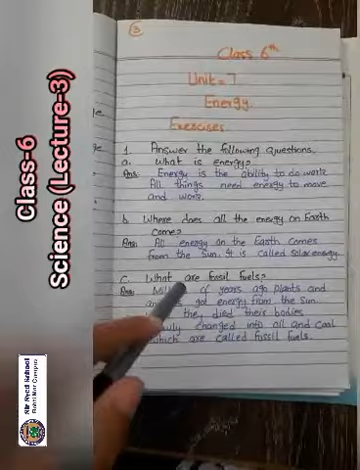 Class-6
Science (Lecture-3)
3
Class 6th
Unit = 7
Energy
Exercises
1. Answer the following questions.
a. What is energy?
Ans: Energy is the ability to do work.
All things need energy to move
and work.
b. Where does all the energy on Earth
come?
Ans: All energy on the Earth comes
from the Sun. It is called solar energy.
C. What are fossil fuels?
Ans: of years ago plants and
got energy from the Sun.
they died their bodies
changed into oil and coal
which are called fossil fuels.